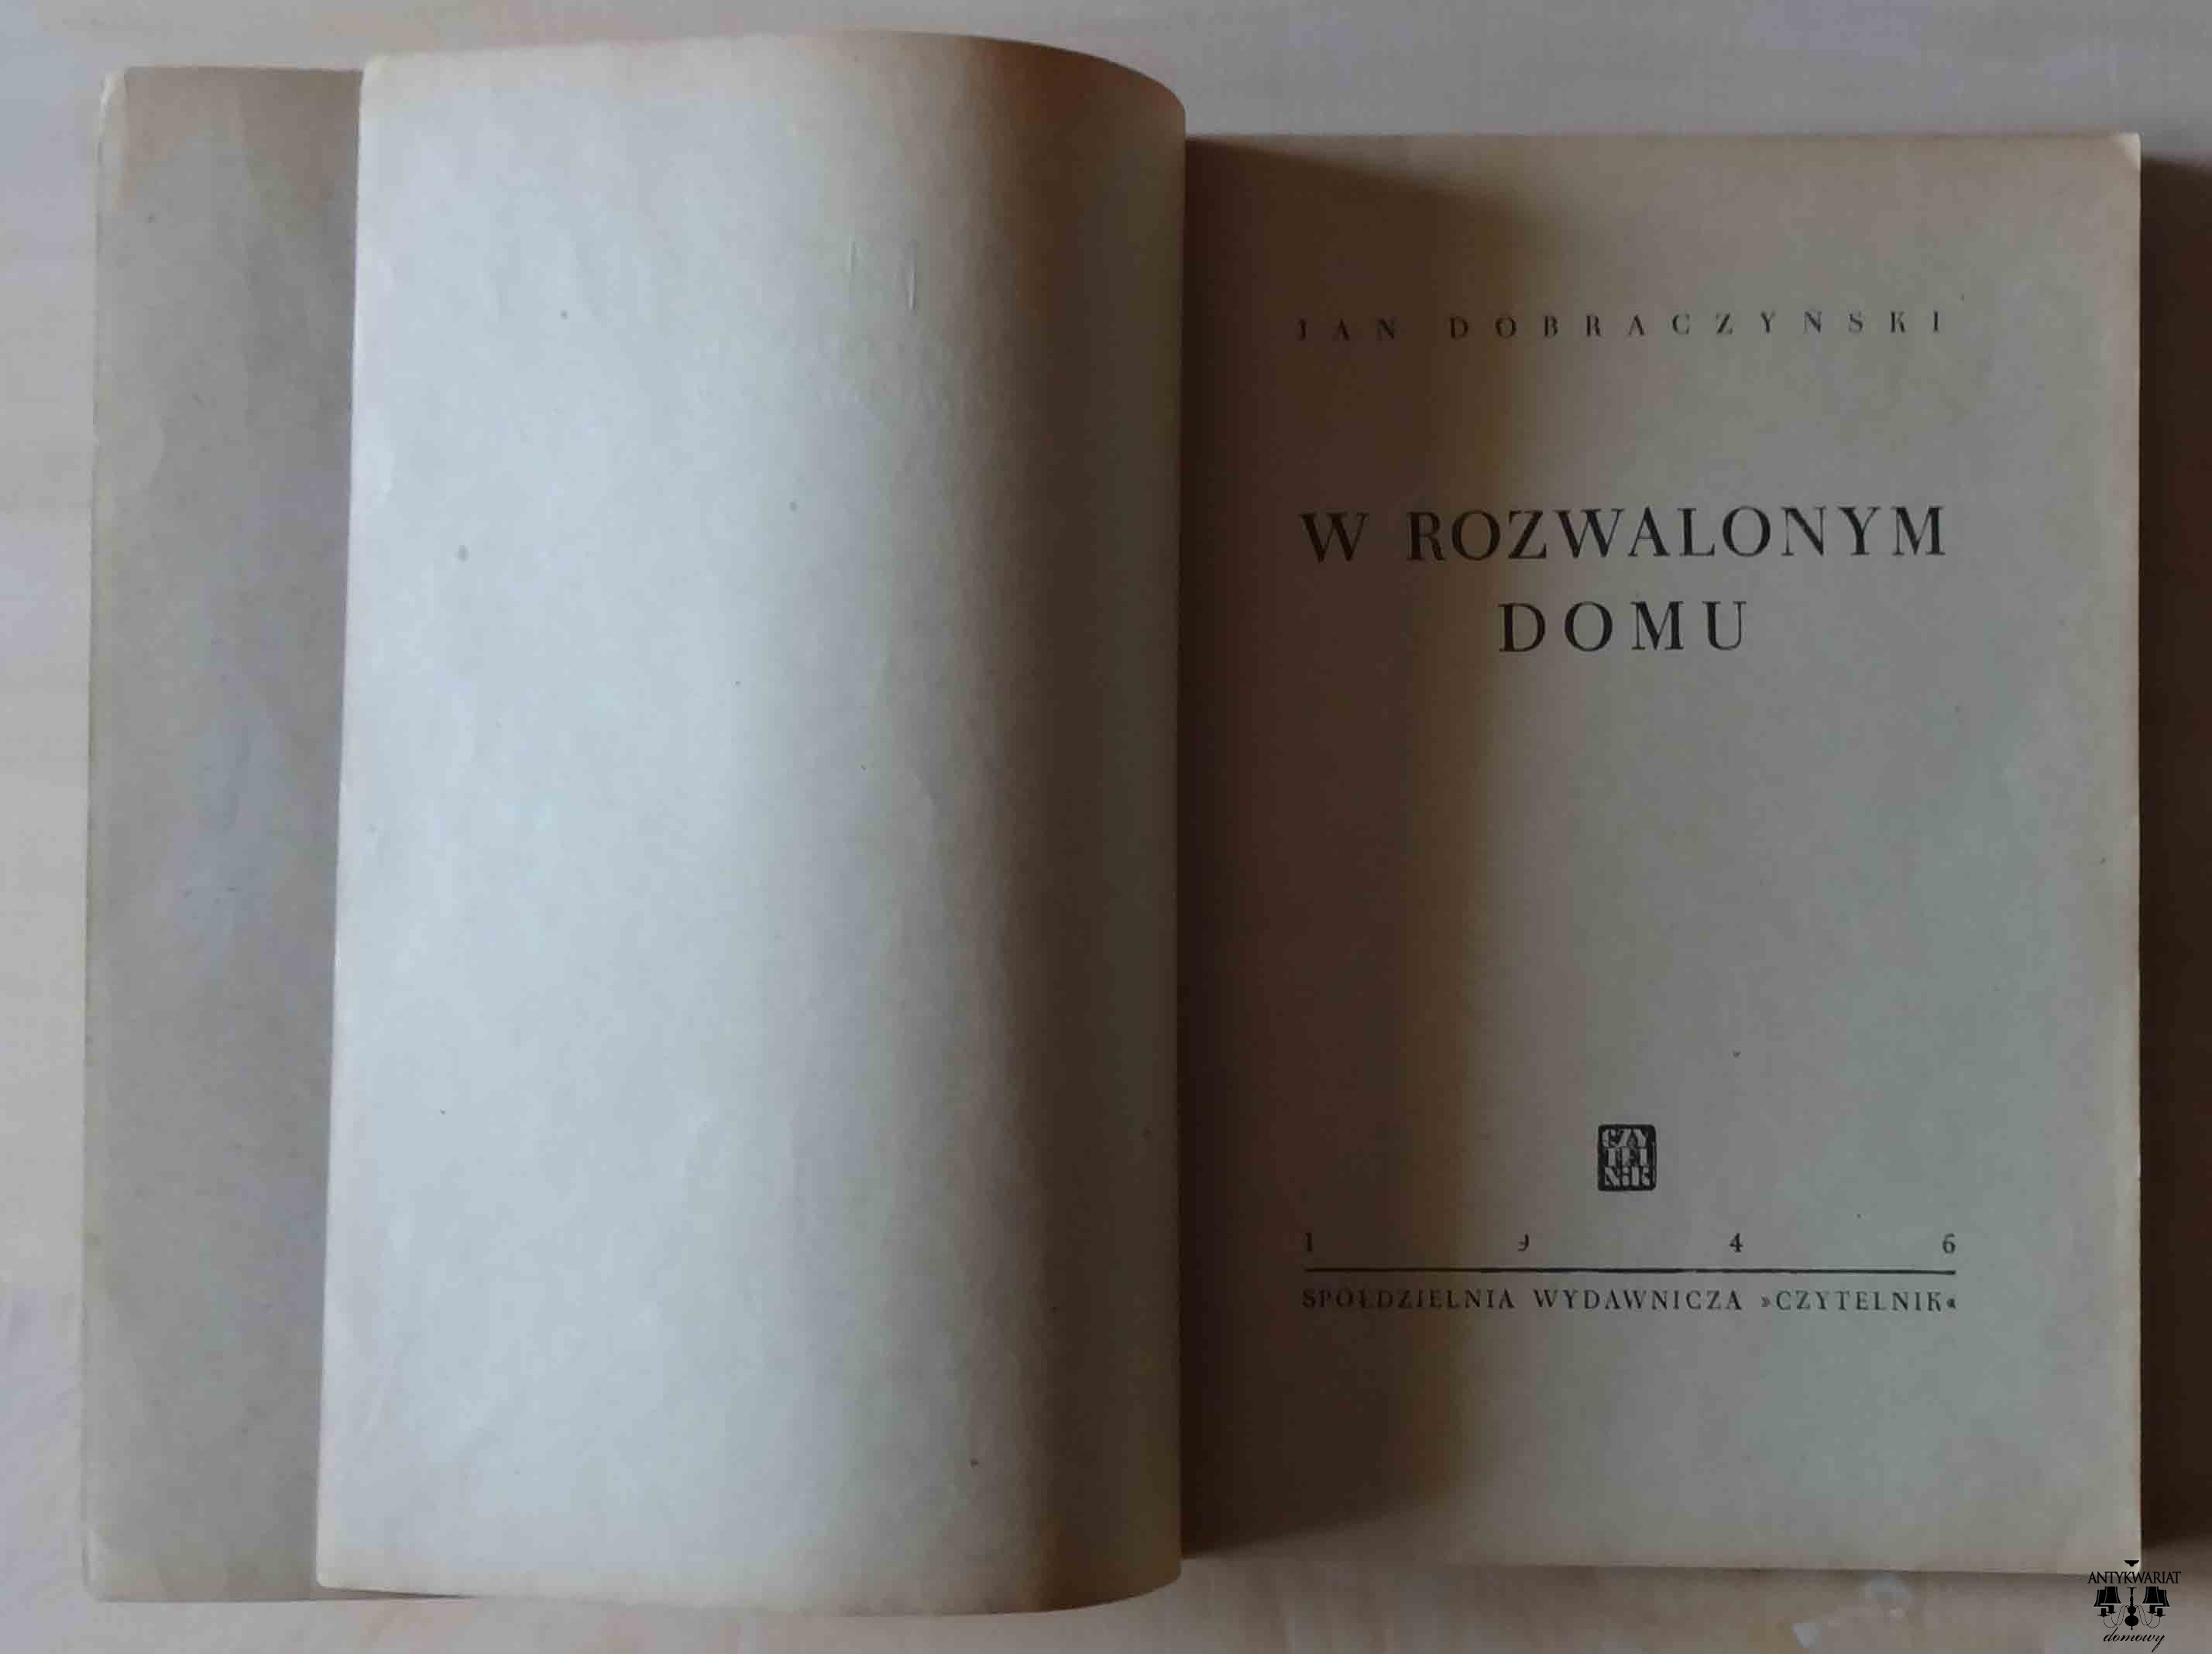 JAN DOBRACZYNSKI
W ROZWALONYM
DOMU
CZY
TEL
NIK
1 9 4 6
SPÓŁDZIELNIA WYDAWNICZA »CZYTELNIK«
ANTYKWARIAT
domowy